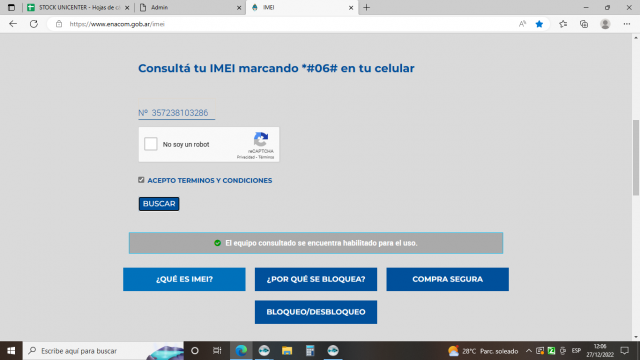 STOCK UNICENTER - Hojas de cá
Admin
IMEI
https://www.enacom.gob.ar/imei
Consultá tu IMEI marcando *#06# en tu celular
Nº 357238103286
No soy un robot
reCAPTCHA
Privacidad - Términos
ACEPTO TERMINOS Y CONDICIONES
BUSCAR
El equipo consultado se encuentra habilitado para el uso.
¿QUÉ ES IMEI?
¿POR QUÉ SE BLOQUEA?
COMPRA SEGURA
BLOQUEO/DESBLOQUEO
Escribe aquí para buscar
28°C Parc. soleado
ESP
12:06
27/12/2022